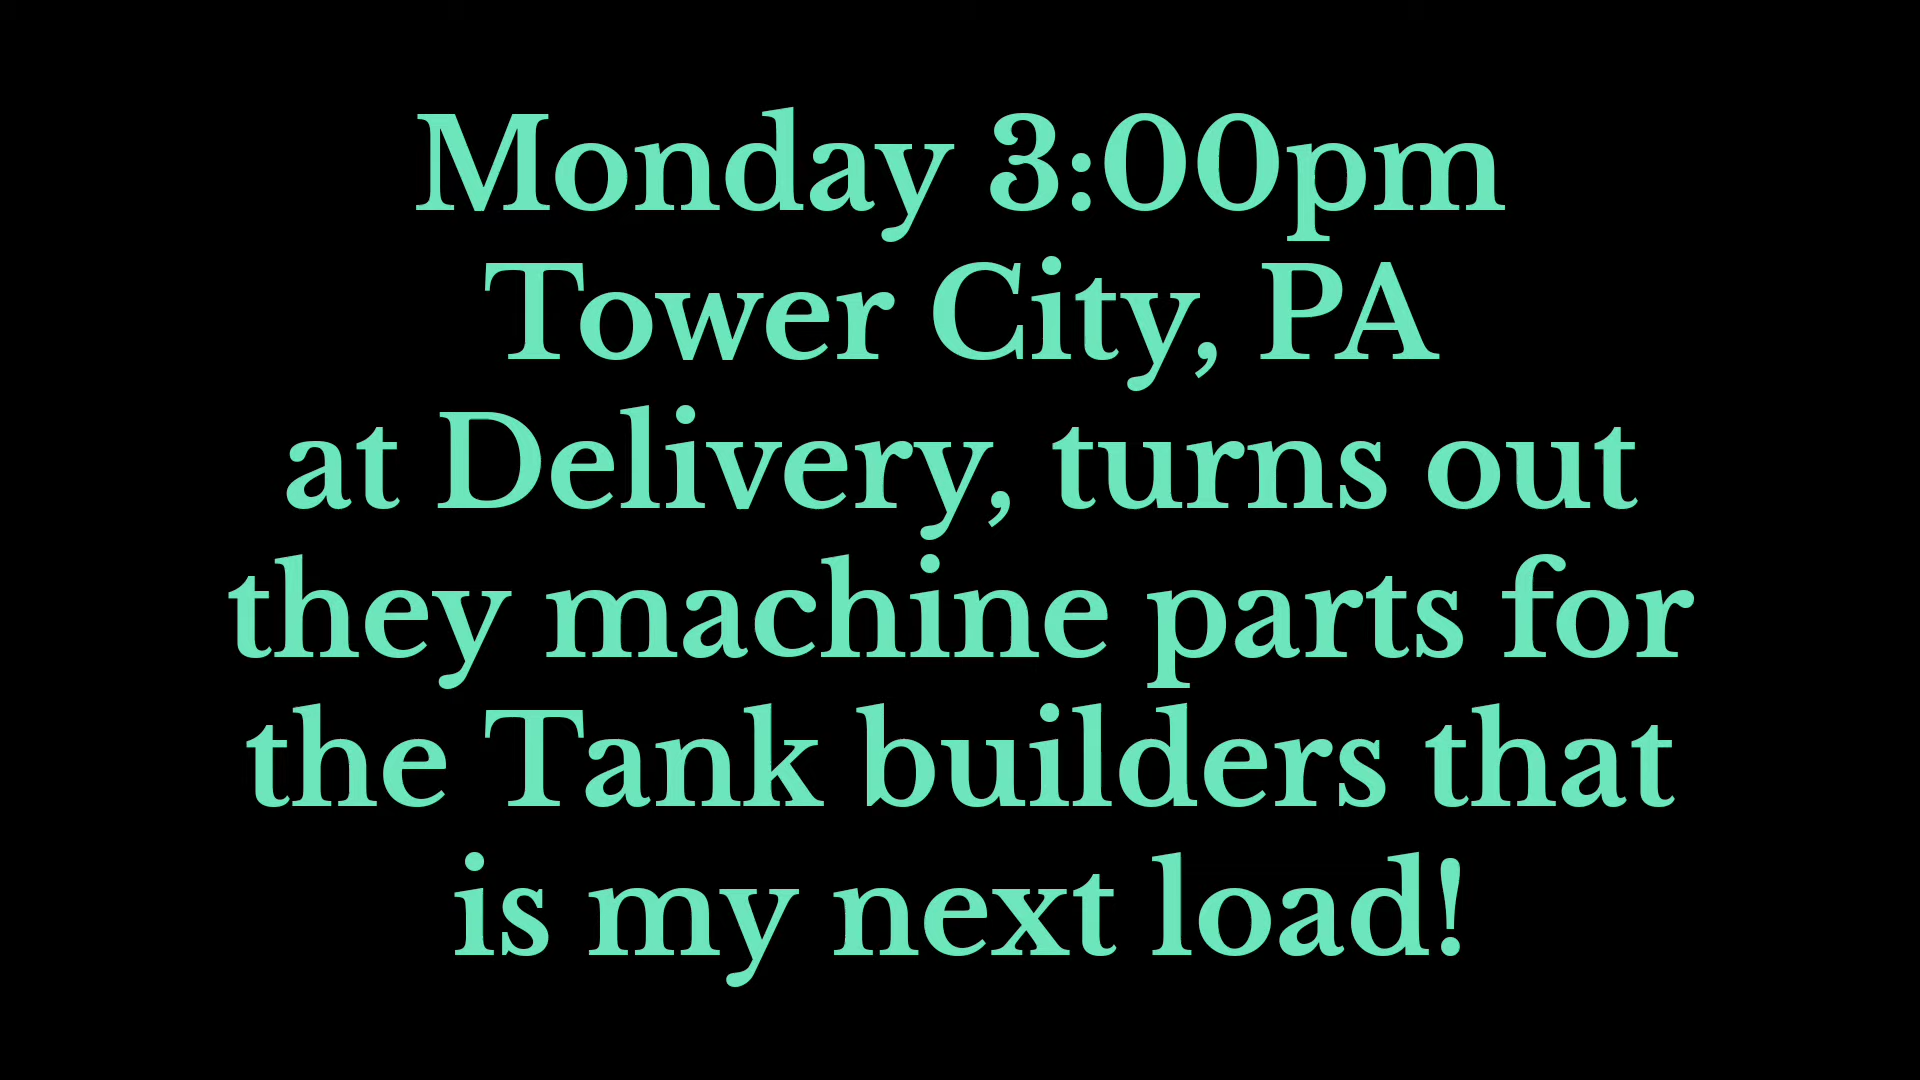 Monday 3:00pm
Tower City, PA
at Delivery, turns out
they machine parts for
the Tank builders that
is my next load!